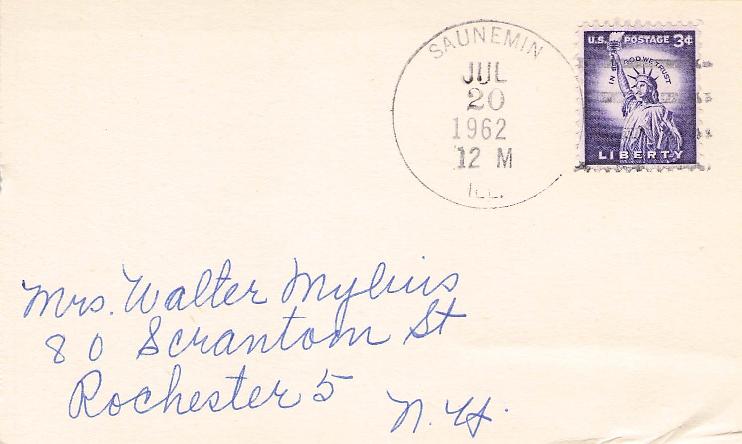 SAUNEMIN
JUL
20
1962
12 M
ILL.
U.S. POSTAGE 3¢
IN GOD WE TRUST
LIBERTY
Mrs. Walter Mylius
80 Scrantom St
Rochester 5
N.Y.